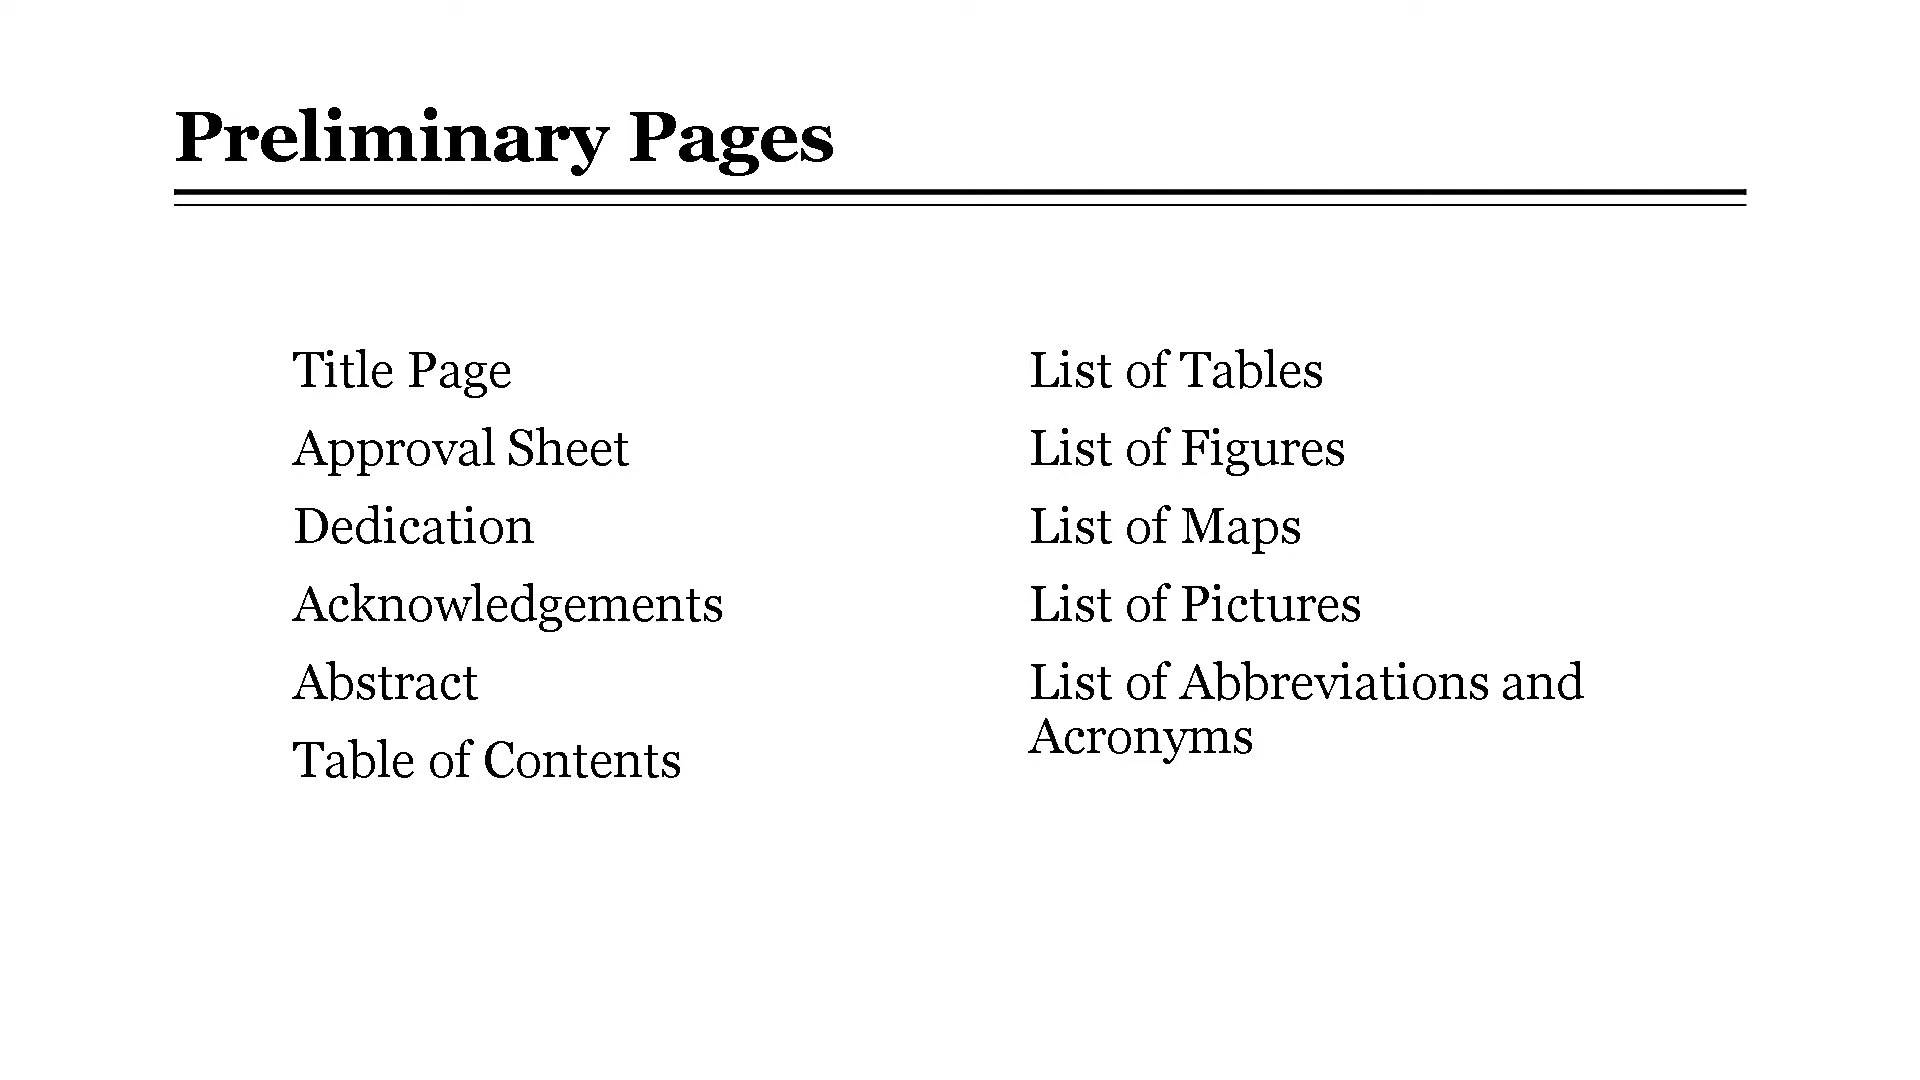 Preliminary Pages
Title Page
Approval Sheet
Dedication
Acknowledgements
Abstract
Table of Contents
List of Tables
List of Figures
List of Maps
List of Pictures
List of Abbreviations and
Acronyms